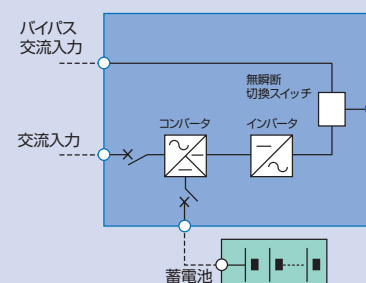 バイパス
交流入力
無瞬断
切換スイッチ
コンバータ
インバータ
交流入力
蓄電池